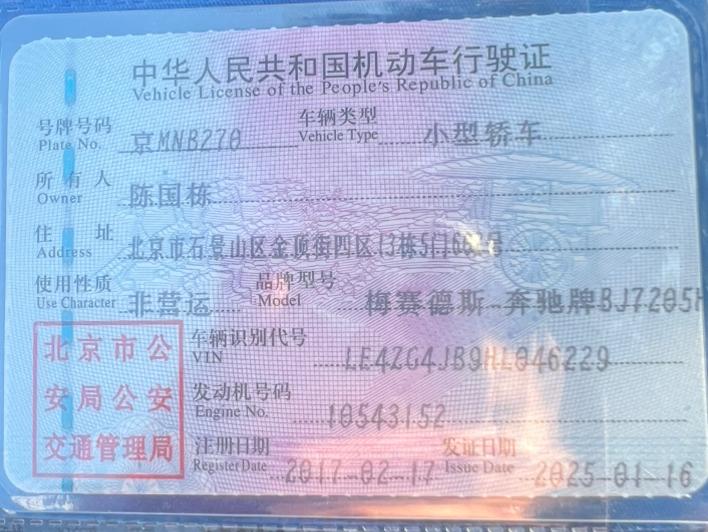 中华人民共和国机动车行驶证
Vehicle License of the People's Republic of China
号牌号码 京MNB270 车辆类型 小型轿车
Plate No. Vehicle Type
所有人 陈国栋
Owner
住址 北京市石景山区金顶街四区13栋5门
Address
使用性质 非营运 品牌型号 梅赛德斯-奔驰牌BJ7205H
Use Character Model
北京市公安局公安交通管理局
车辆识别代号 LE4ZG4JB9HL046229
VIN
发动机号码 10543152
Engine No.
注册日期 2017-02-17 发证日期 2025-01-16
Register Date Issue Date